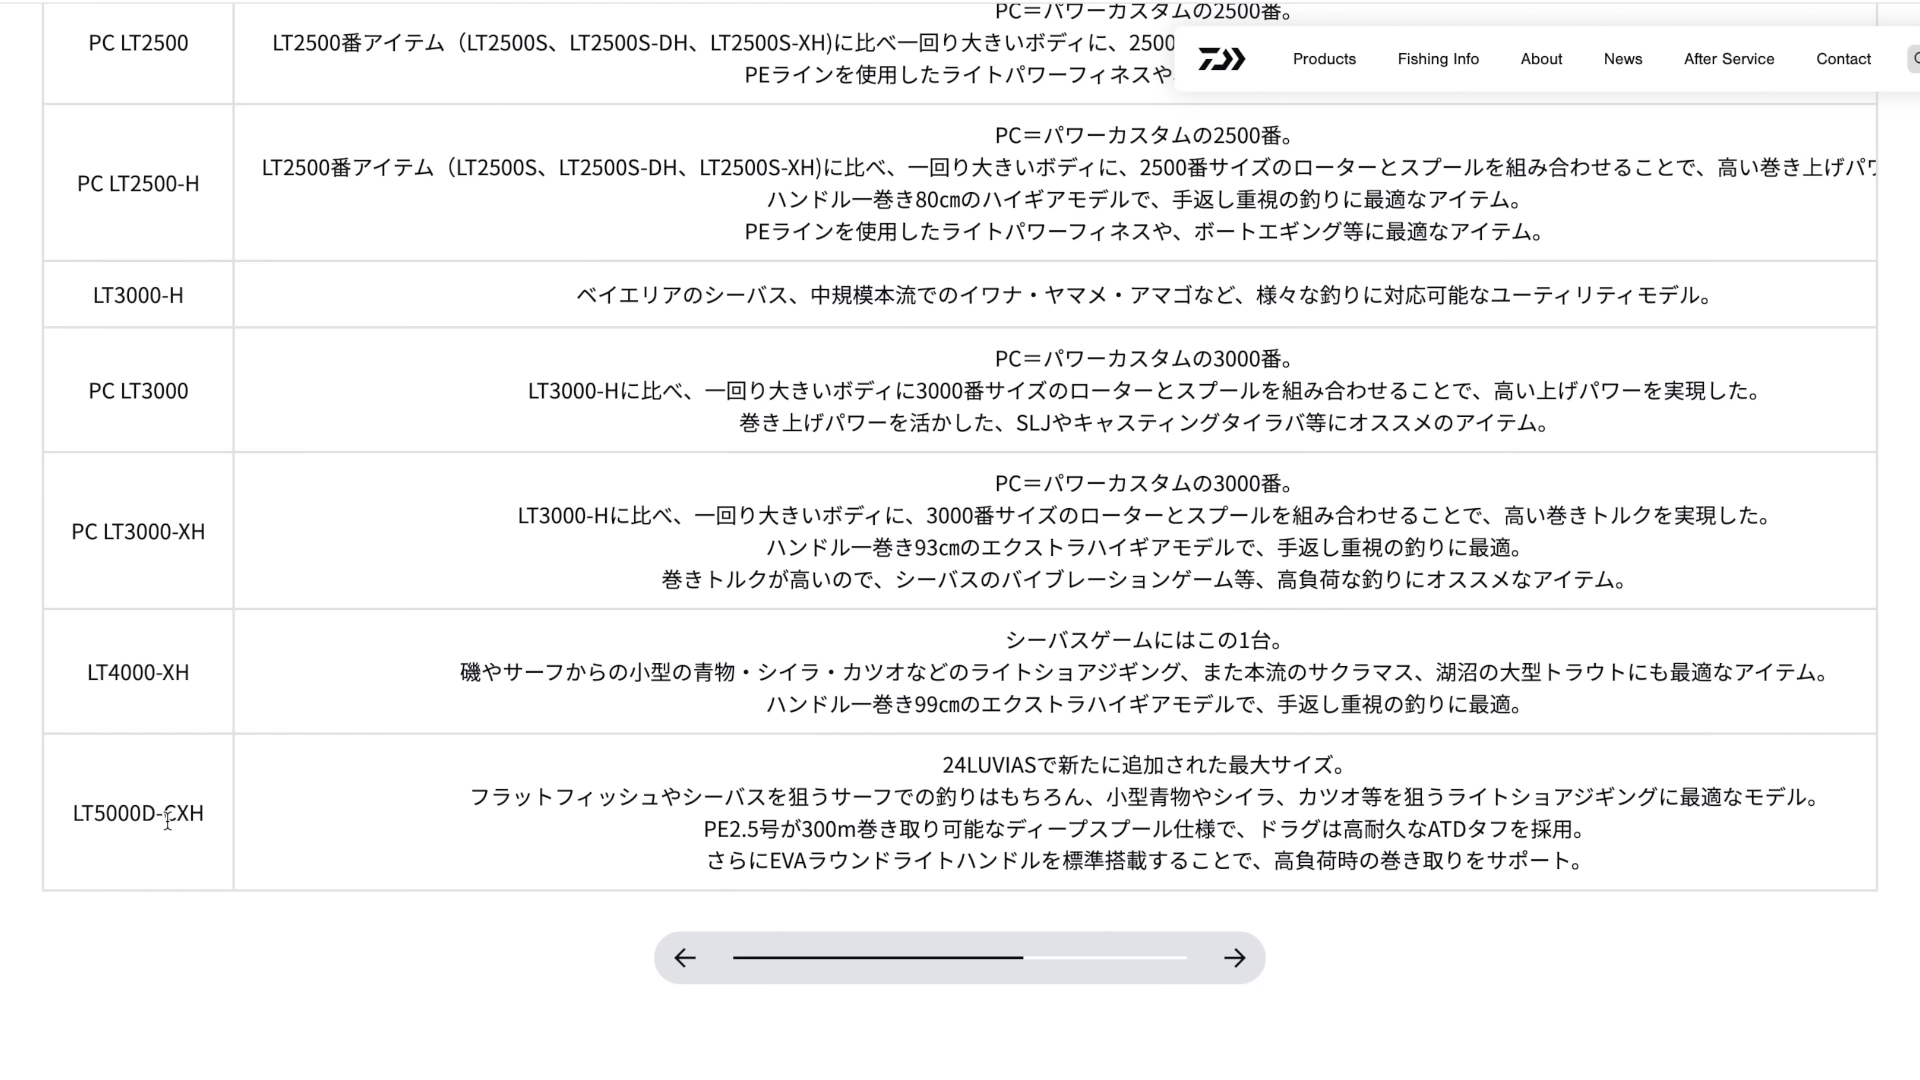 PC＝パワーカスタムの2500番。
PC LT2500
LT2500番アイテム（LT2500S、LT2500S-DH、LT2500S-XH)に比べ一回り大きいボディに、2500
PEラインを使用したライトパワーフィネスや
Products
Fishing Info
About
News
After Service
Contact
PC LT2500-H
PC＝パワーカスタムの2500番。
LT2500番アイテム（LT2500S、LT2500S-DH、LT2500S-XH)に比べ、一回り大きいボディに、2500番サイズのローターとスプールを組み合わせることで、高い巻き上げパワ
ハンドル一巻き80㎝のハイギアモデルで、手返し重視の釣りに最適なアイテム。
PEラインを使用したライトパワーフィネスや、ボートエギング等に最適なアイテム。
LT3000-H
ベイエリアのシーバス、中規模本流でのイワナ・ヤマメ・アマゴなど、様々な釣りに対応可能なユーティリティモデル。
PC LT3000
PC＝パワーカスタムの3000番。
LT3000-Hに比べ、一回り大きいボディに3000番サイズのローターとスプールを組み合わせることで、高い上げパワーを実現した。
巻き上げパワーを活かした、SLJやキャスティングタイラバ等にオススメのアイテム。
PC LT3000-XH
PC＝パワーカスタムの3000番。
LT3000-Hに比べ、一回り大きいボディに、3000番サイズのローターとスプールを組み合わせることで、高い巻きトルクを実現した。
ハンドル一巻き93㎝のエクストラハイギアモデルで、手返し重視の釣りに最適。
巻きトルクが高いので、シーバスのバイブレーションゲーム等、高負荷な釣りにオススメなアイテム。
LT4000-XH
シーバスゲームにはこの1台。
磯やサーフからの小型の青物・シイラ・カツオなどのライトショアジギング、また本流のサクラマス、湖沼の大型トラウトにも最適なアイテム。
ハンドル一巻き99㎝のエクストラハイギアモデルで、手返し重視の釣りに最適。
LT5000D-CXH
24LUVIASで新たに追加された最大サイズ。
フラットフィッシュやシーバスを狙うサーフでの釣りはもちろん、小型青物やシイラ、カツオ等を狙うライトショアジギングに最適なモデル。
PE2.5号が300m巻き取り可能なディープスプール仕様で、ドラグは高耐久なATDタフを採用。
さらにEVAラウンドライトハンドルを標準搭載することで、高負荷時の巻き取りをサポート。